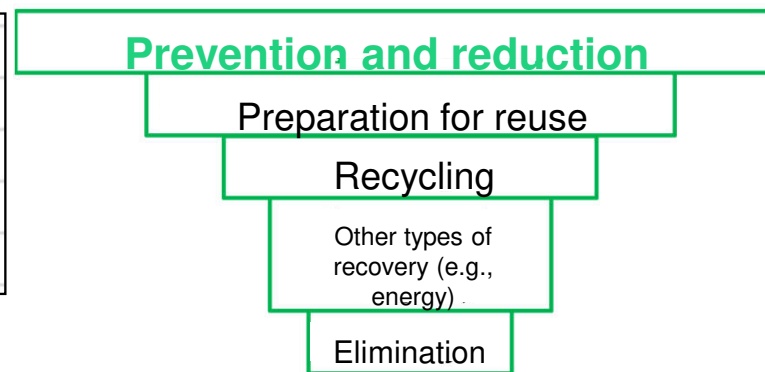 Prevention and reduction
Preparation for reuse
Recycling
Other types of
recovery (e.g.,
energy)
Elimination